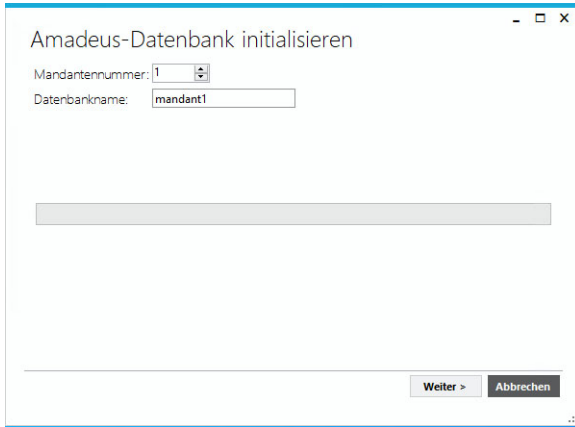 Amadeus-Datenbank initialisieren
Mandantennummer: 1
Datenbankname: mandant1
Weiter > Abbrechen